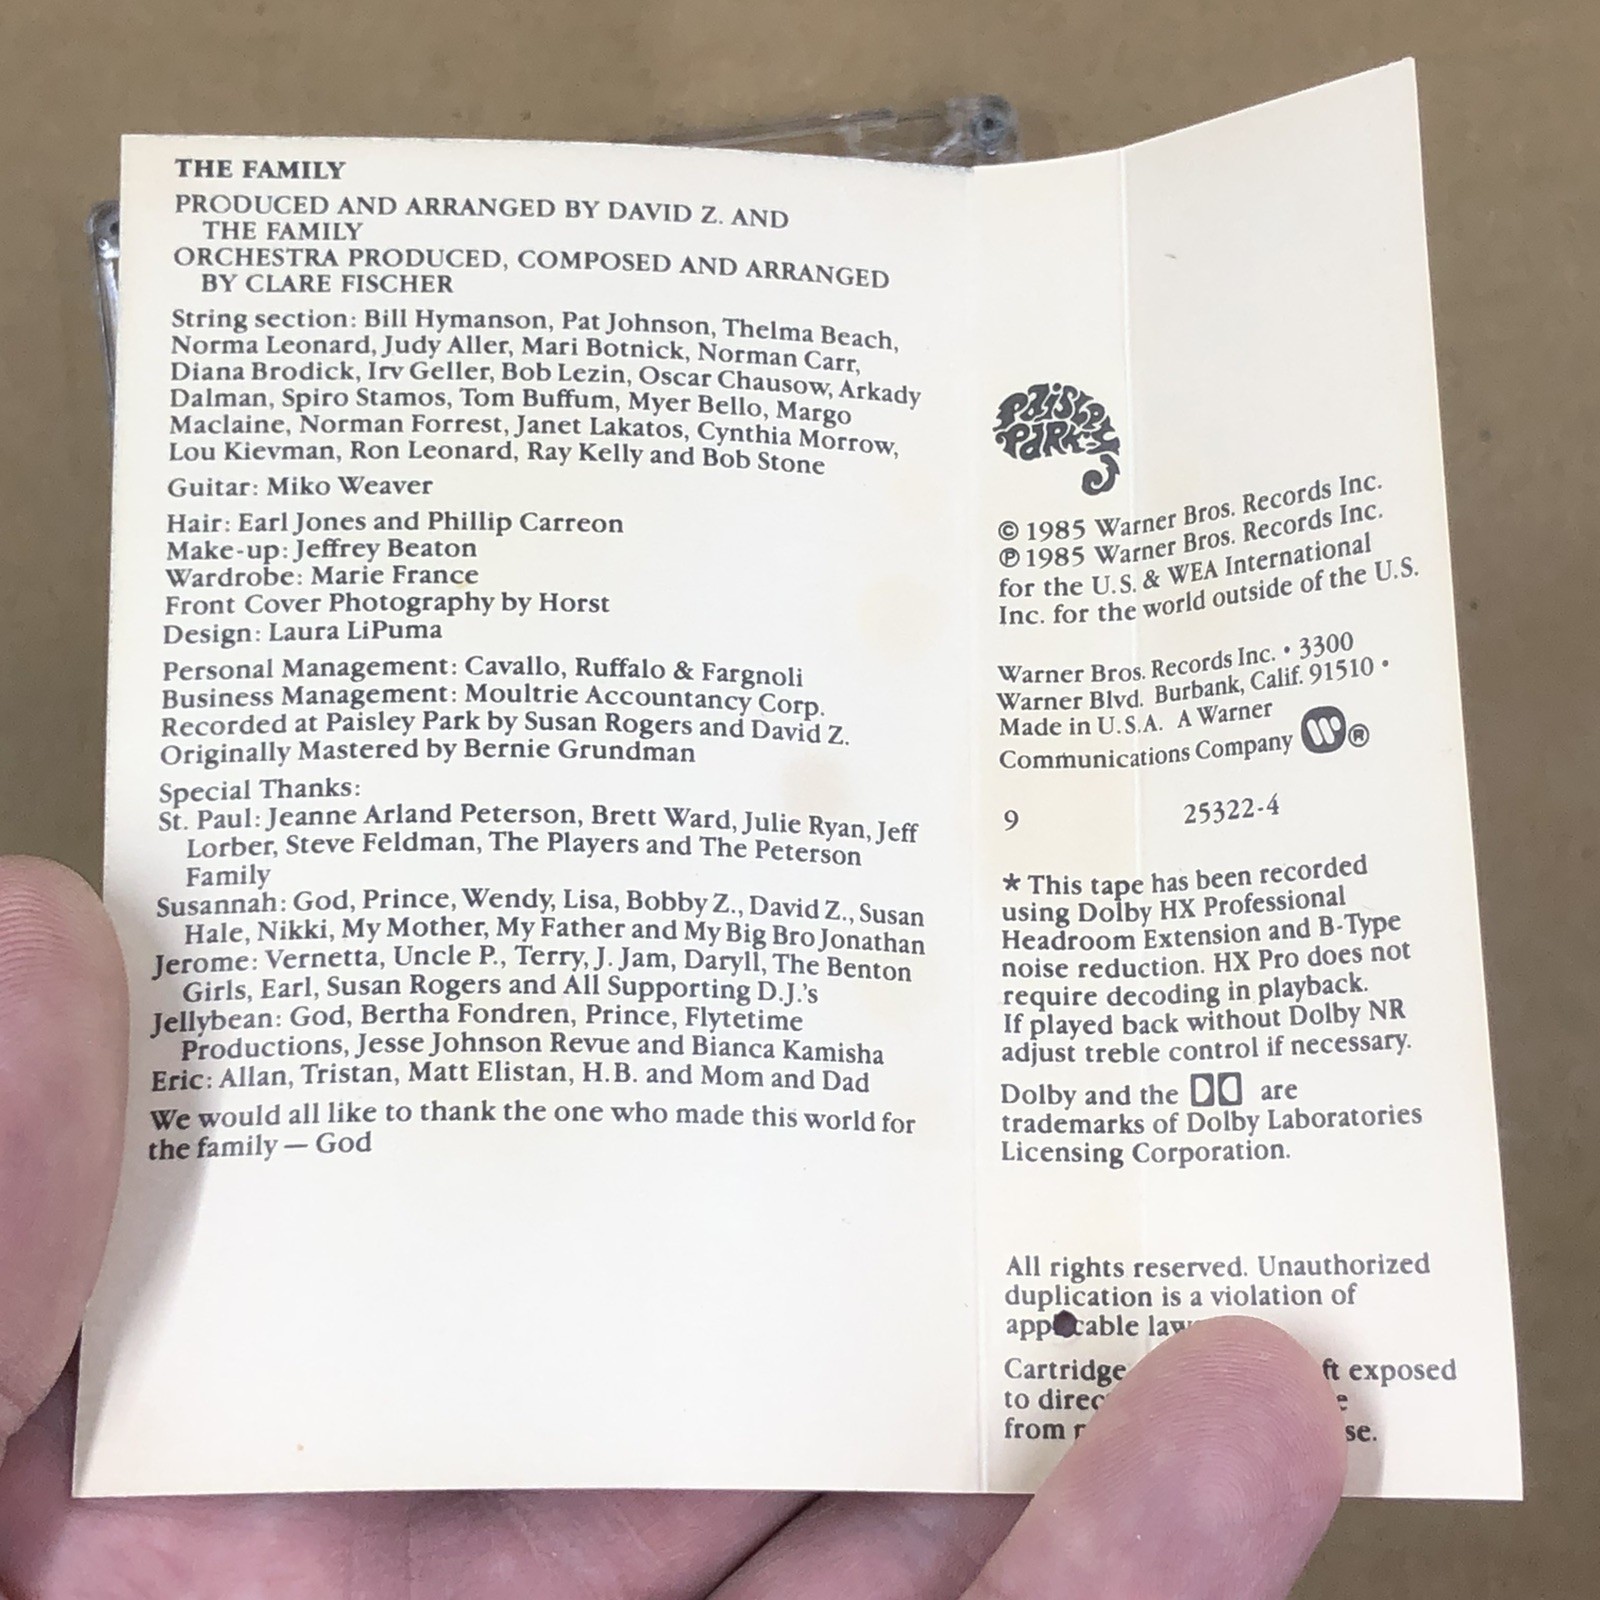 THE FAMILY
PRODUCED AND ARRANGED BY DAVID Z. AND
THE FAMILY
ORCHESTRA PRODUCED, COMPOSED AND ARRANGED
BY CLARE FISCHER
String section: Bill Hymanson, Pat Johnson, Thelma Beach,
Norma Leonard, Judy Aller, Mari Botnick, Norman Carr,
Diana Brodick, Irv Geller, Bob Lezin, Oscar Chausow, Arkady
Dalman, Spiro Stamos, Tom Buffum, Myer Bello, Margo
Maclaine, Norman Forrest, Janet Lakatos, Cynthia Morrow,
Lou Kievman, Ron Leonard, Ray Kelly and Bob Stone
Guitar: Miko Weaver
Hair: Earl Jones and Phillip Carreon
Make-up: Jeffrey Beaton
Wardrobe: Marie France
Front Cover Photography by Horst
Design: Laura LiPuma
Personal Management: Cavallo, Ruffalo & Fargnoli
Business Management: Moultrie Accountancy Corp.
Recorded at Paisley Park by Susan Rogers and David Z.
Originally Mastered by Bernie Grundman
Special Thanks:
St. Paul: Jeanne Arland Peterson, Brett Ward, Julie Ryan, Jeff
Lorber, Steve Feldman, The Players and The Peterson
Family
Susannah: God, Prince, Wendy, Lisa, Bobby Z., David Z., Susan
Hale, Nikki, My Mother, My Father and My Big Bro Jonathan
Jerome: Vernetta, Uncle P., Terry, J. Jam, Daryll, The Benton
Girls, Earl, Susan Rogers and All Supporting D.J.'s
Jellybean: God, Bertha Fondren, Prince, Flytetime
Productions, Jesse Johnson Revue and Bianca Kamisha
Eric: Allan, Tristan, Matt Elistan, H.B. and Mom and Dad
We would all like to thank the one who made this world for
the family — God
PAISLEY
PARK
© 1985 Warner Bros. Records Inc.
℗ 1985 Warner Bros. Records Inc.
for the U.S. & WEA International
Inc. for the world outside of the U.S.
Warner Bros. Records Inc. • 3300
Warner Blvd. Burbank, Calif. 91510 •
Made in U.S.A. A Warner
Communications Company ®
9 25322-4
* This tape has been recorded
using Dolby HX Professional
Headroom Extension and B-Type
noise reduction. HX Pro does not
require decoding in playback.
If played back without Dolby NR
adjust treble control if necessary.
Dolby and the are
trademarks of Dolby Laboratories
Licensing Corporation.
All rights reserved. Unauthorized
duplication is a violation of
Cartridge exposed
to
from